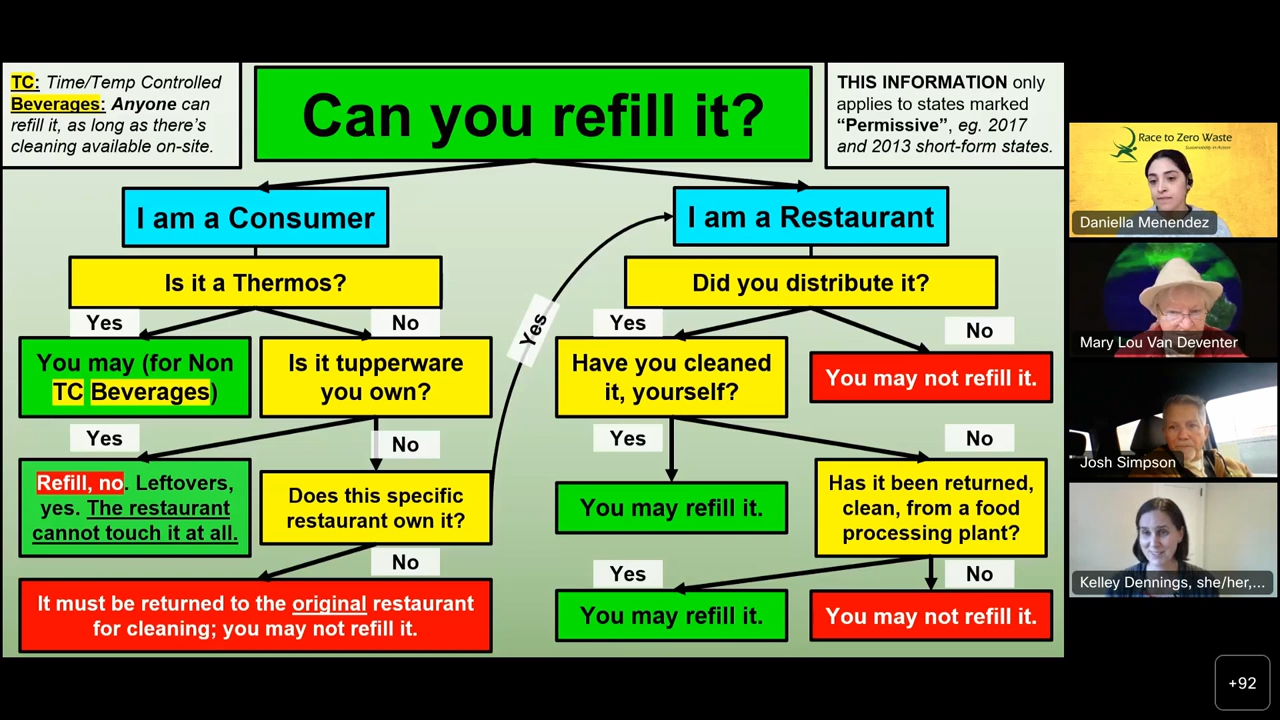 TC: Time/Temp Controlled
Beverages: Anyone can
refill it, as long as there's
cleaning available on-site.
Can you refill it?
THIS INFORMATION only
applies to states marked
“Permissive”, eg. 2017
and 2013 short-form states.
I am a Consumer
Is it a Thermos?
Yes
No
You may (for Non
TC Beverages)
Is it tupperware
you own?
Yes
No
Refill, no. Leftovers,
yes. The restaurant
cannot touch it at all.
Does this specific
restaurant own it?
Yes
No
It must be returned to the original restaurant
for cleaning; you may not refill it.
I am a Restaurant
Did you distribute it?
Yes
No
Have you cleaned
it, yourself?
You may not refill it.
Yes
No
You may refill it.
Has it been returned,
clean, from a food
processing plant?
Yes
No
You may refill it.
You may not refill it.
Race to Zero Waste
Sustainability in Action
Daniella Menendez
Mary Lou Van Deventer
Josh Simpson
Kelley Dennings, she/her,...
+92